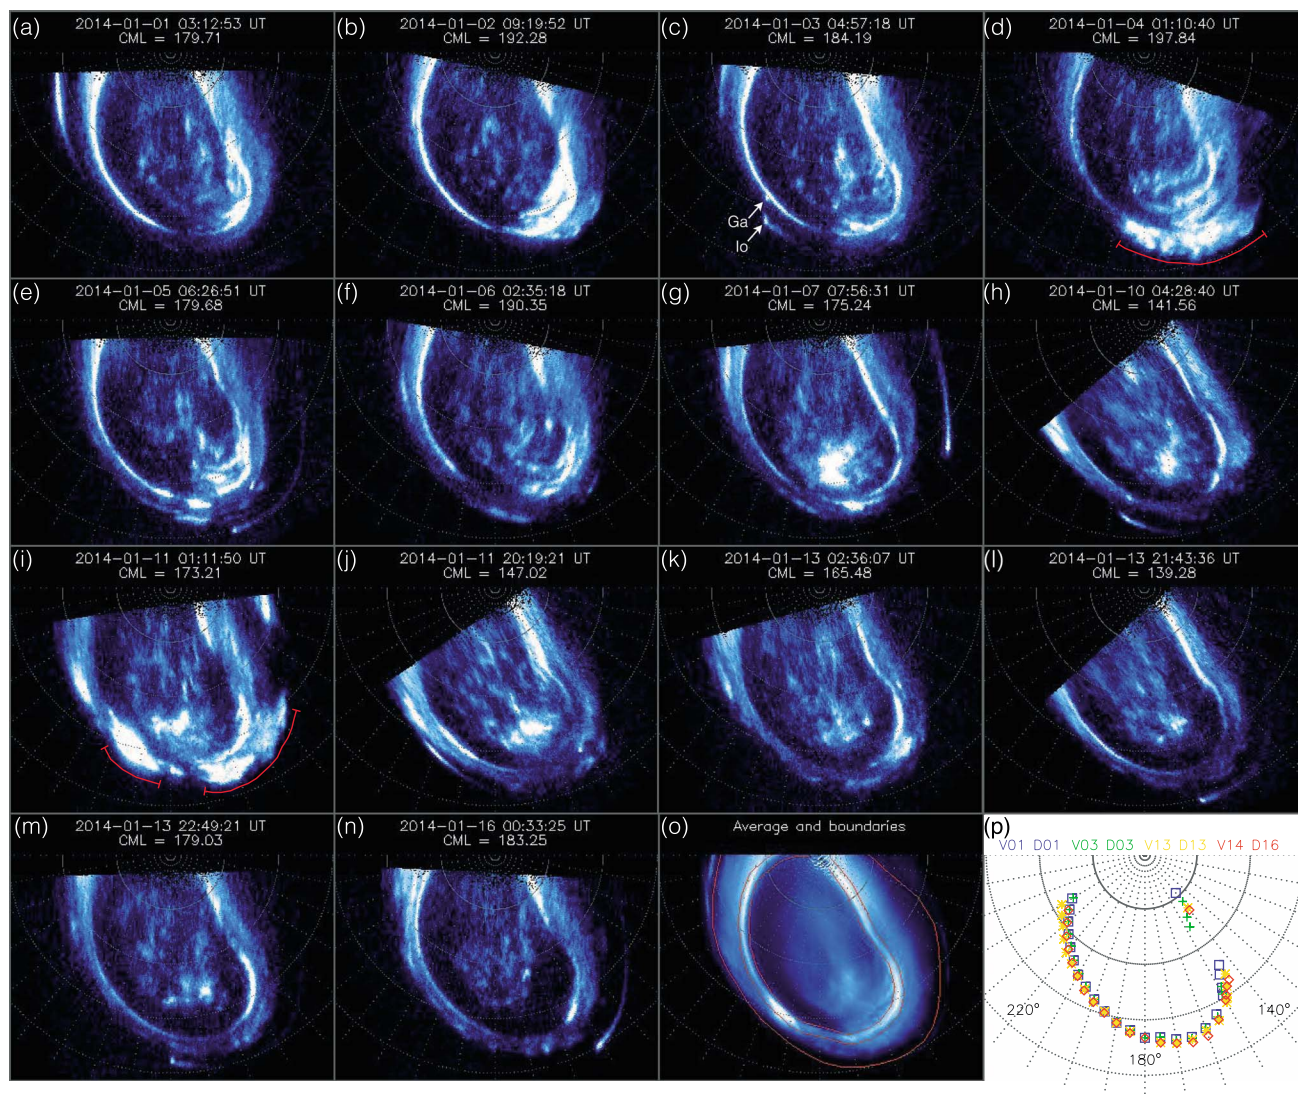 (a) 2014-01-01 03:12:53 UT
CML = 179.71
(b) 2014-01-02 09:19:52 UT
CML = 192.28
(c) 2014-01-03 04:57:18 UT
CML = 184.19
Ga
Io
(d) 2014-01-04 01:10:40 UT
CML = 197.84
(e) 2014-01-05 06:26:51 UT
CML = 179.68
(f) 2014-01-06 02:35:18 UT
CML = 190.35
(g) 2014-01-07 07:56:31 UT
CML = 175.24
(h) 2014-01-10 04:28:40 UT
CML = 141.56
(i) 2014-01-11 01:11:50 UT
CML = 173.21
(j) 2014-01-11 20:19:21 UT
CML = 147.02
(k) 2014-01-13 02:36:07 UT
CML = 165.48
(l) 2014-01-13 21:43:36 UT
CML = 139.28
(m) 2014-01-13 22:49:21 UT
CML = 179.03
(n) 2014-01-16 00:33:25 UT
CML = 183.25
(o) Average and boundaries
(p)
V01 D01 V03 D03 V13 D13 V14 D16
220° 140°
180°